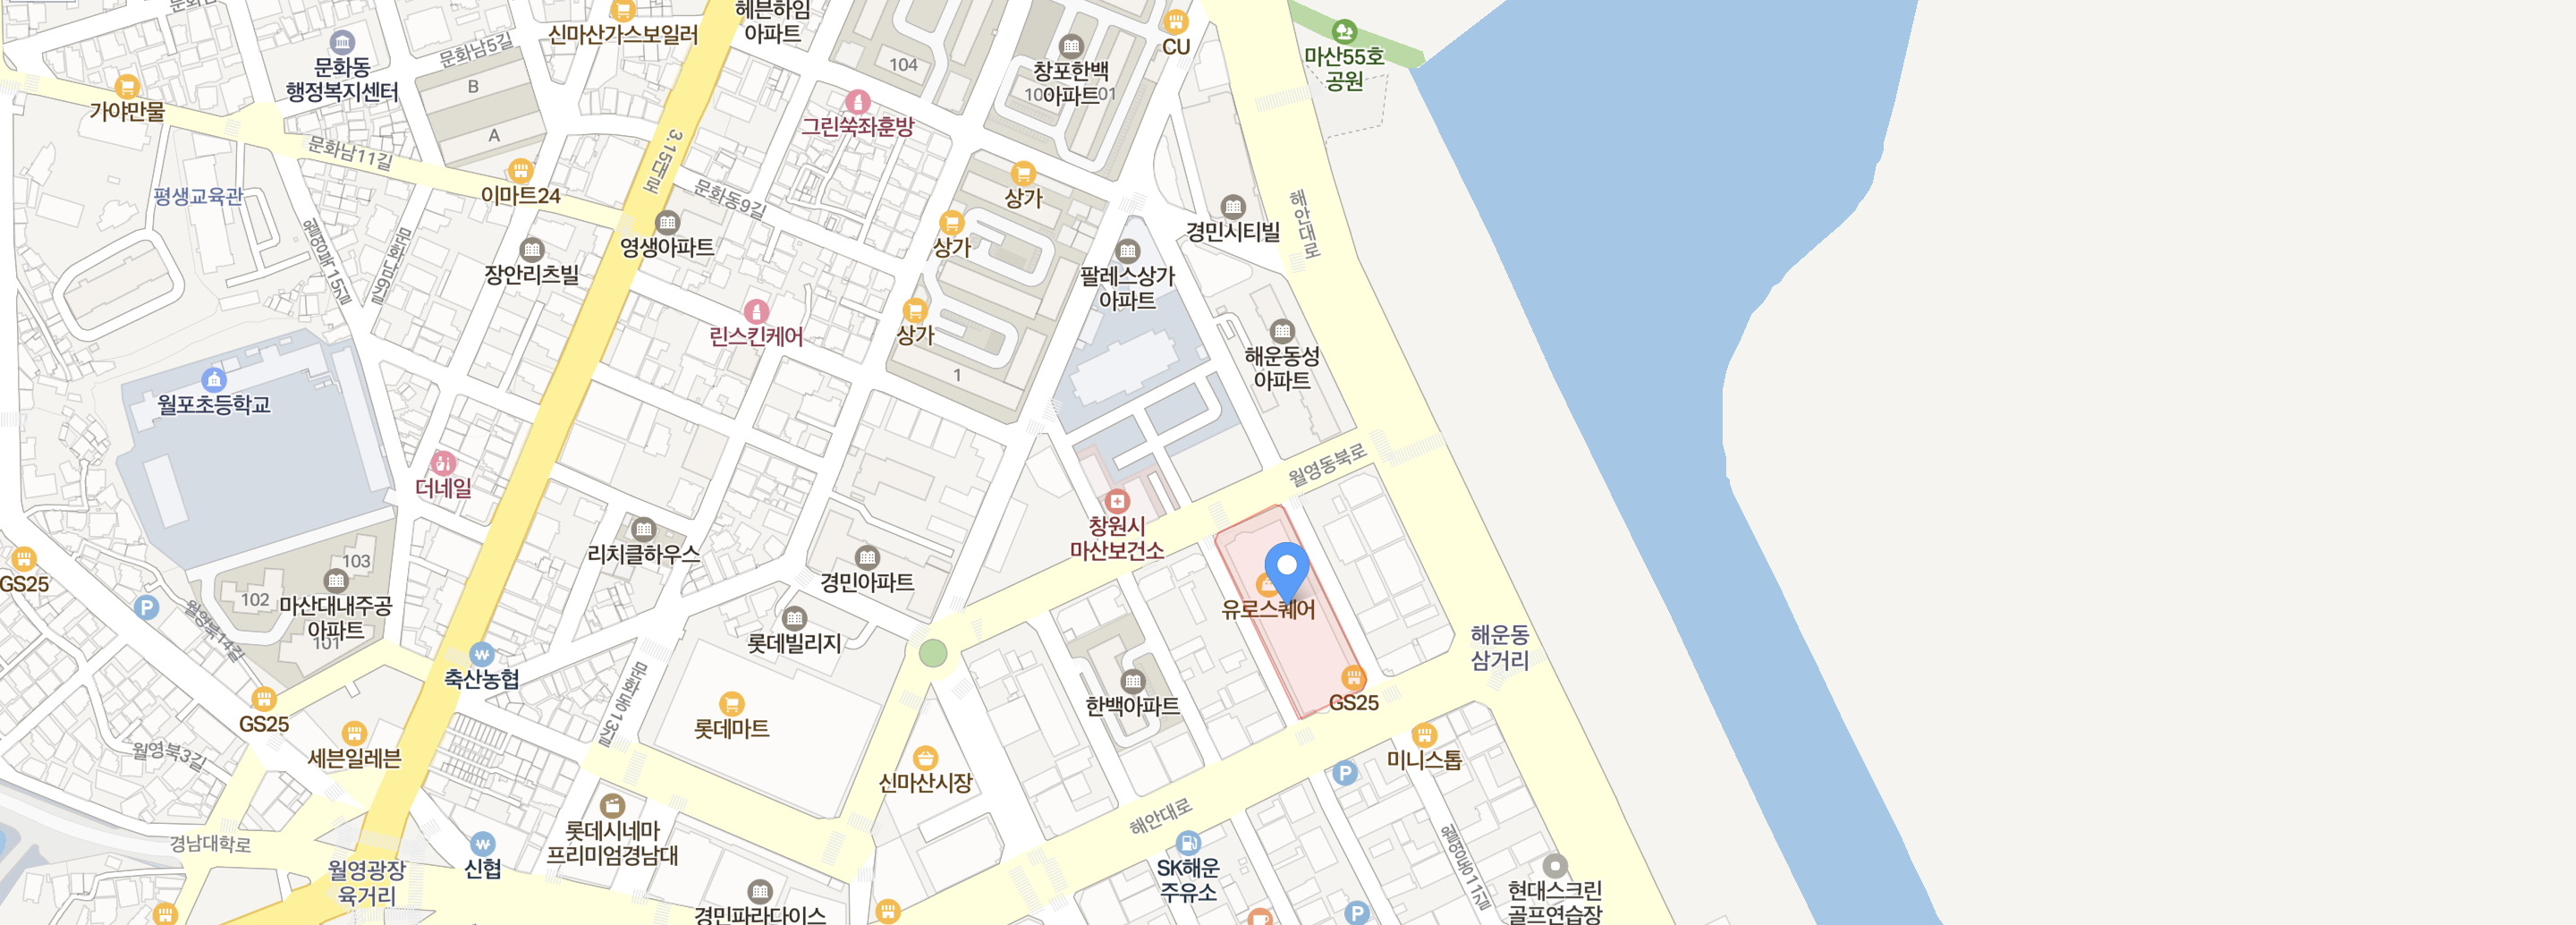 헤븐하임
아파트
신마산가스보일러
문화남5길
문화동
행정복지센터
B
A
104
창포한백
아파트
CU
마산55호
공원
가야만물
그린쑥좌훈방
문화남11길
3.15대로
이마트24
평생교육관
문화동9길
상가
상가
상가
영생아파트
장안리츠빌
경민시티빌
해안대로
팔레스상가
아파트
린스킨케어
해운동성
아파트
1
월포초등학교
더네일
월영동북로
창원시
마산보건소
리치클하우스
경민아파트
유로스퀘어
GS25
103
102
마산대내주공
아파트
101
월영북14길
롯데빌리지
해운동
삼거리
축산농협
문화동13길
한백아파트
GS25
GS25
롯데마트
세븐일레븐
월영북3길
신마산시장
미니스톱
P
P
P
해안대로
롯데시네마
프리미엄경남대
경남대학로
월영광장
육거리
신협
SK해운
주유소
현대스크린
골프연습장
경민파라다이스